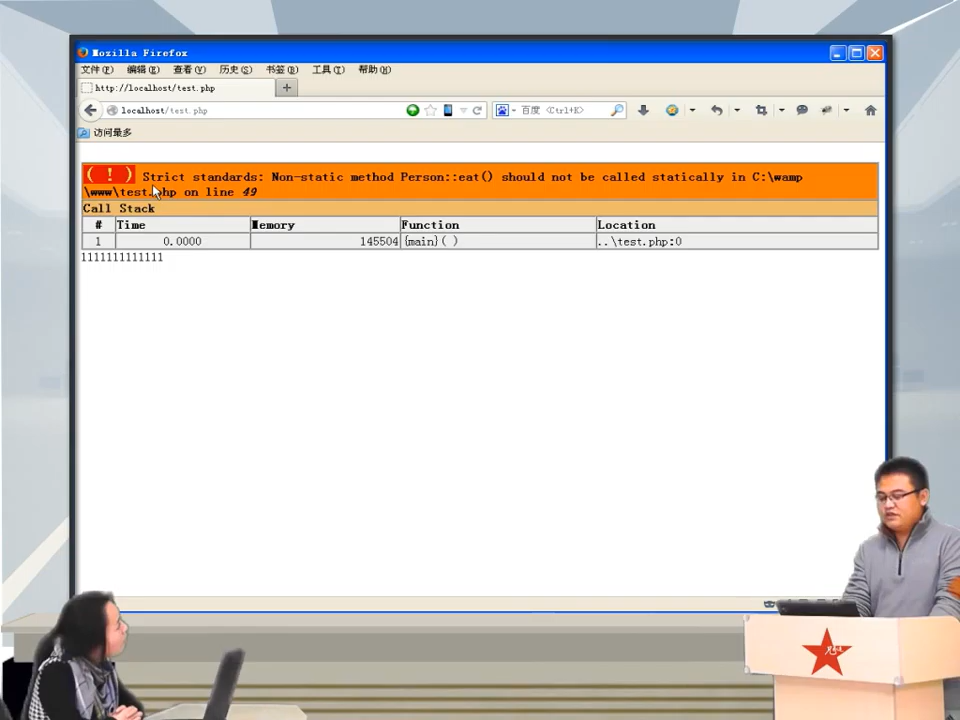 Mozilla Firefox
文件(F) 编辑(E) 查看(V) 历史(S) 书签(B) 工具(T) 帮助(H)
http://localhost/test.php
localhost/test.php 百度 <Ctrl+K>
访问最多
( ! ) Strict standards: Non-static method Person::eat() should not be called statically in C:\wamp
\www\test.php on line 49
Call Stack
# Time Memory Function Location
1 0.0000 145504 {main}( ) ..\test.php:0
1111111111111